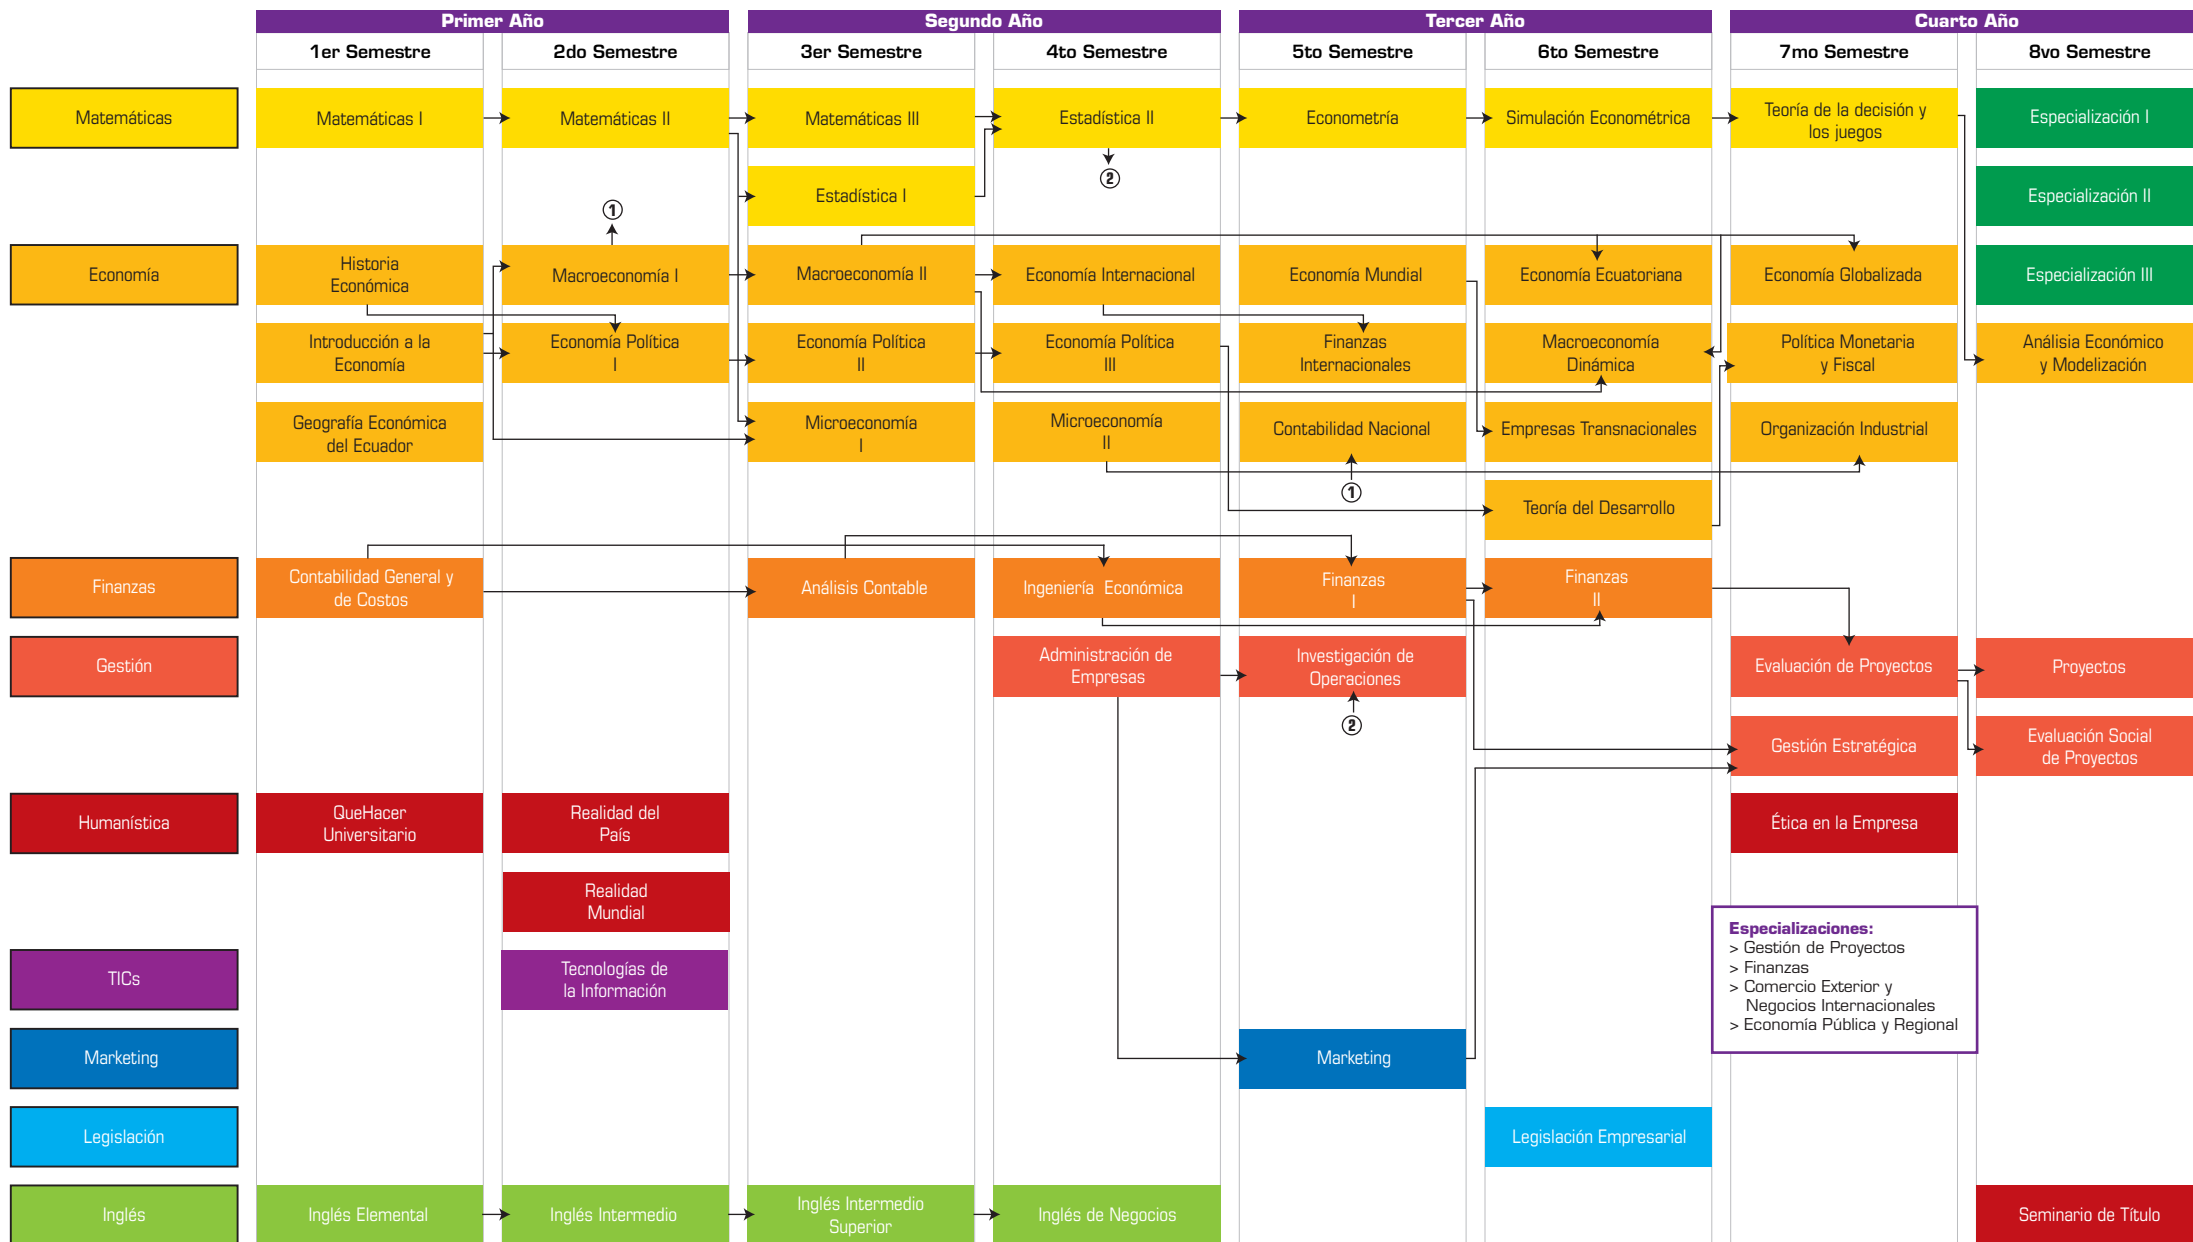 Primer Año
Segundo Año
Tercer Año
Cuarto Año
1er Semestre
2do Semestre
3er Semestre
4to Semestre
5to Semestre
6to Semestre
7mo Semestre
8vo Semestre
Matemáticas
Matemáticas I
Matemáticas II
Matemáticas III
Estadística II
Econometría
Simulación Econométrica
Teoría de la decisión y
los juegos
Especialización I
2
Estadística I
Especialización II
1
Economía
Historia
Económica
Macroeconomía I
Macroeconomía II
Economía Internacional
Economía Mundial
Economía Ecuatoriana
Economía Globalizada
Especialización III
Introducción a la
Economía
Economía Política
I
Economía Política
II
Economía Política
III
Finanzas
Internacionales
Macroeconomía
Dinámica
Política Monetaria
y Fiscal
Análisia Económico
y Modelización
Geografía Económica
del Ecuador
Microeconomía
I
Microeconomía
II
Contabilidad Nacional
Empresas Transnacionales
Organización Industrial
1
Teoría del Desarrollo
Finanzas
Contabilidad General y
de Costos
Análisis Contable
Ingeniería Económica
Finanzas
I
Finanzas
II
Gestión
Administración de
Empresas
Investigación de
Operaciones
Evaluación de Proyectos
Proyectos
2
Gestión Estratégica
Evaluación Social
de Proyectos
Humanística
QueHacer
Universitario
Realidad del
País
Ética en la Empresa
Realidad
Mundial
Especializaciones:
> Gestión de Proyectos
> Finanzas
> Comercio Exterior y
Negocios Internacionales
> Economía Pública y Regional
TICs
Tecnologías de
la Información
Marketing
Marketing
Legislación
Legislación Empresarial
Inglés
Inglés Elemental
Inglés Intermedio
Inglés Intermedio
Superior
Inglés de Negocios
Seminario de Título